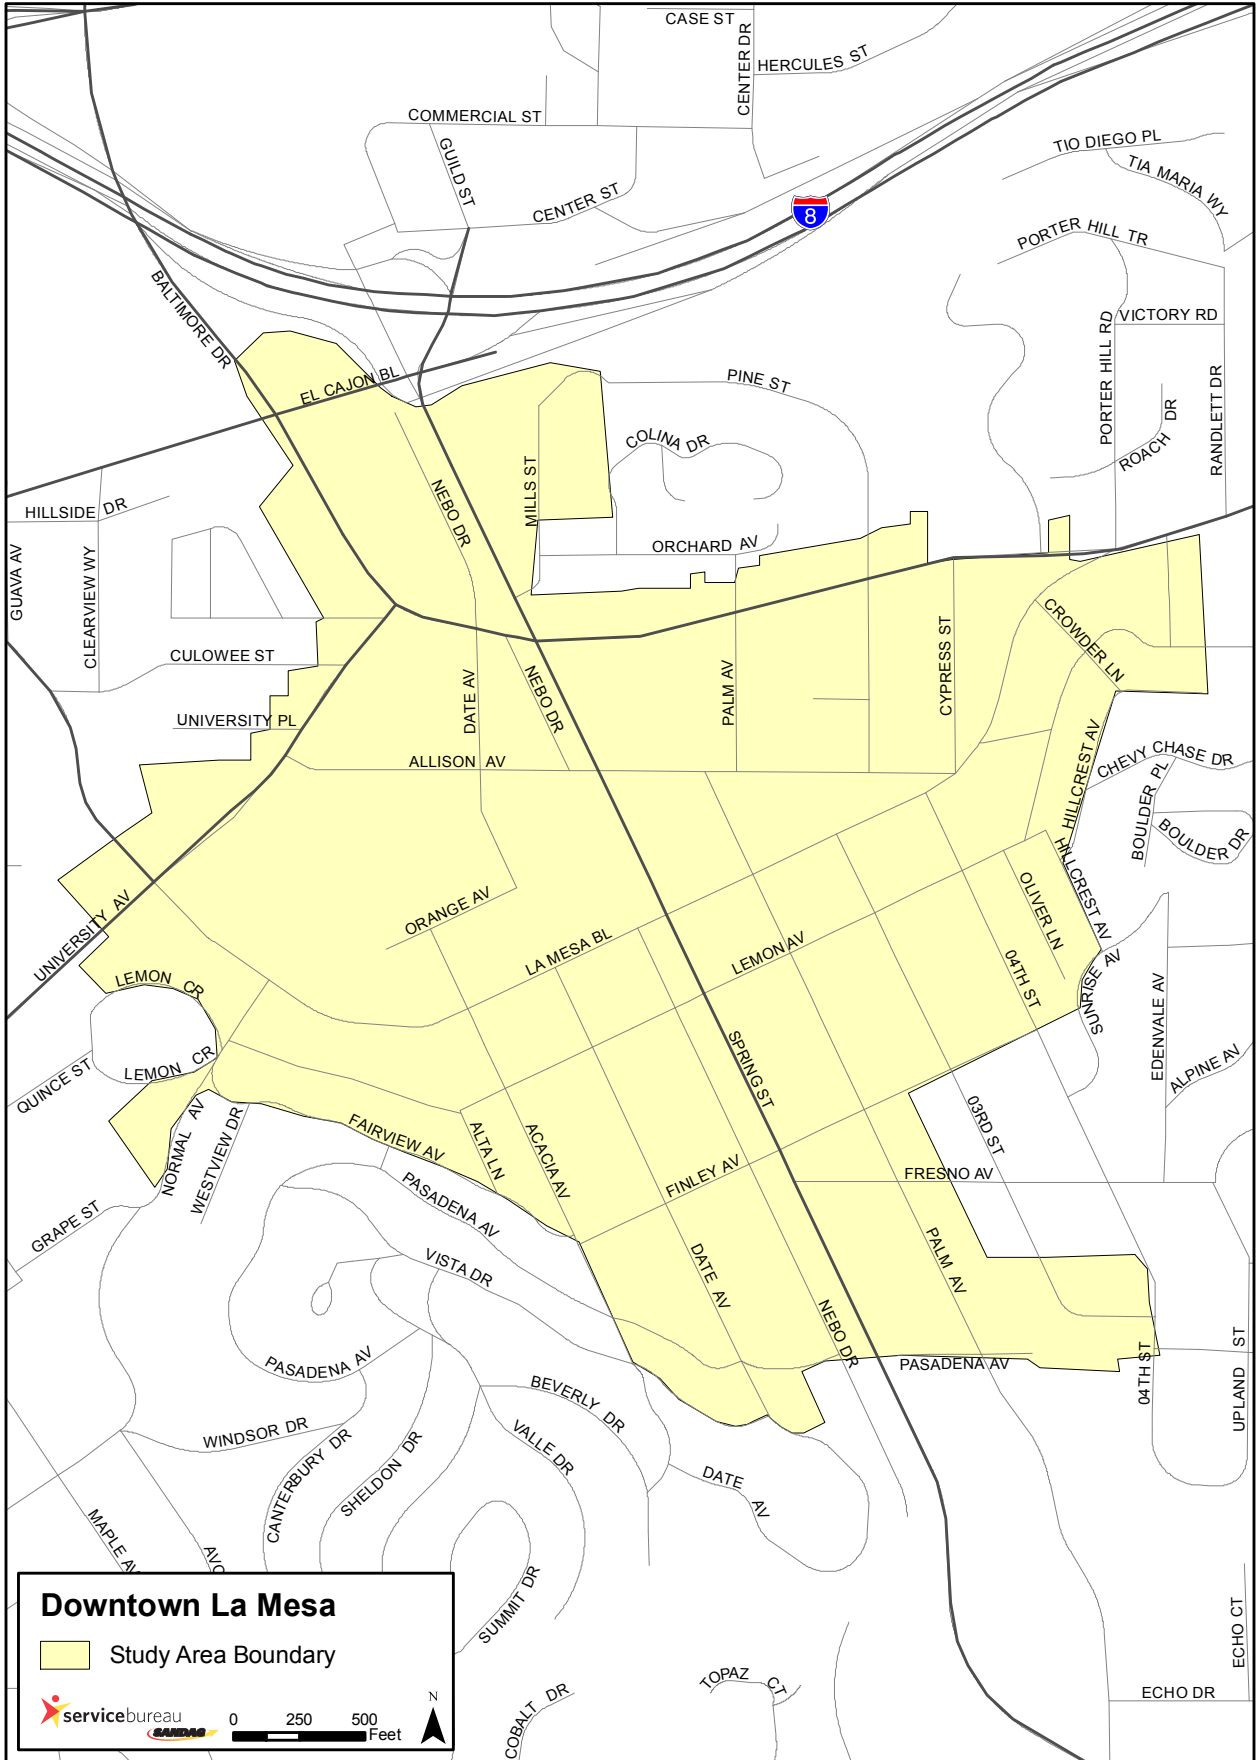 CASE ST
CENTER DR
HERCULES ST
COMMERCIAL ST
GUILD ST
TIO DIEGO PL
TIA MARIA WY
CENTER ST
8
PORTER HILL TR
BALTIMORE DR
VICTORY RD
PORTER HILL RD
RANDLETT DR
EL CAJON BL
PINE ST
COLINA DR
ROACH DR
MILLS ST
NEBO DR
HILLSIDE DR
ORCHARD AV
GUAVA AV
CLEARVIEW WY
CULOWEE ST
CYPRESS ST
CROWDER LN
DATE AV
NEBO DR
PALM AV
UNIVERSITY PL
ALLISON AV
HILLCREST AV
CHEVY CHASE DR
BOULDER PL
BOULDER DR
HILLCREST AV
OLIVER LN
UNIVERSITY AV
ORANGE AV
LA MESA BL
LEMON AV
04TH ST
SUNRISE AV
EDENVALE AV
LEMON CR
LEMON CR
QUINCE ST
SPRING ST
ALPINE AV
NORMAL AV
WESTVIEW DR
FAIRVIEW AV
ALTA LN
ACACIA AV
FINLEY AV
03RD ST
FRESNO AV
GRAPE ST
PASADENA AV
VISTA DR
DATE AV
PALM AV
NEBO DR
PASADENA AV
PASADENA AV
04TH ST
UPLAND ST
BEVERLY DR
WINDSOR DR
CANTERBURY DR
SHELDON DR
VALLE DR
DATE AV
MAPLE AV
AVO
SUMMIT DR
COBALT DR
TOPAZ CT
ECHO CT
ECHO DR
Downtown La Mesa
Study Area Boundary
servicebureau
SANDAG
0 250 500
Feet
N